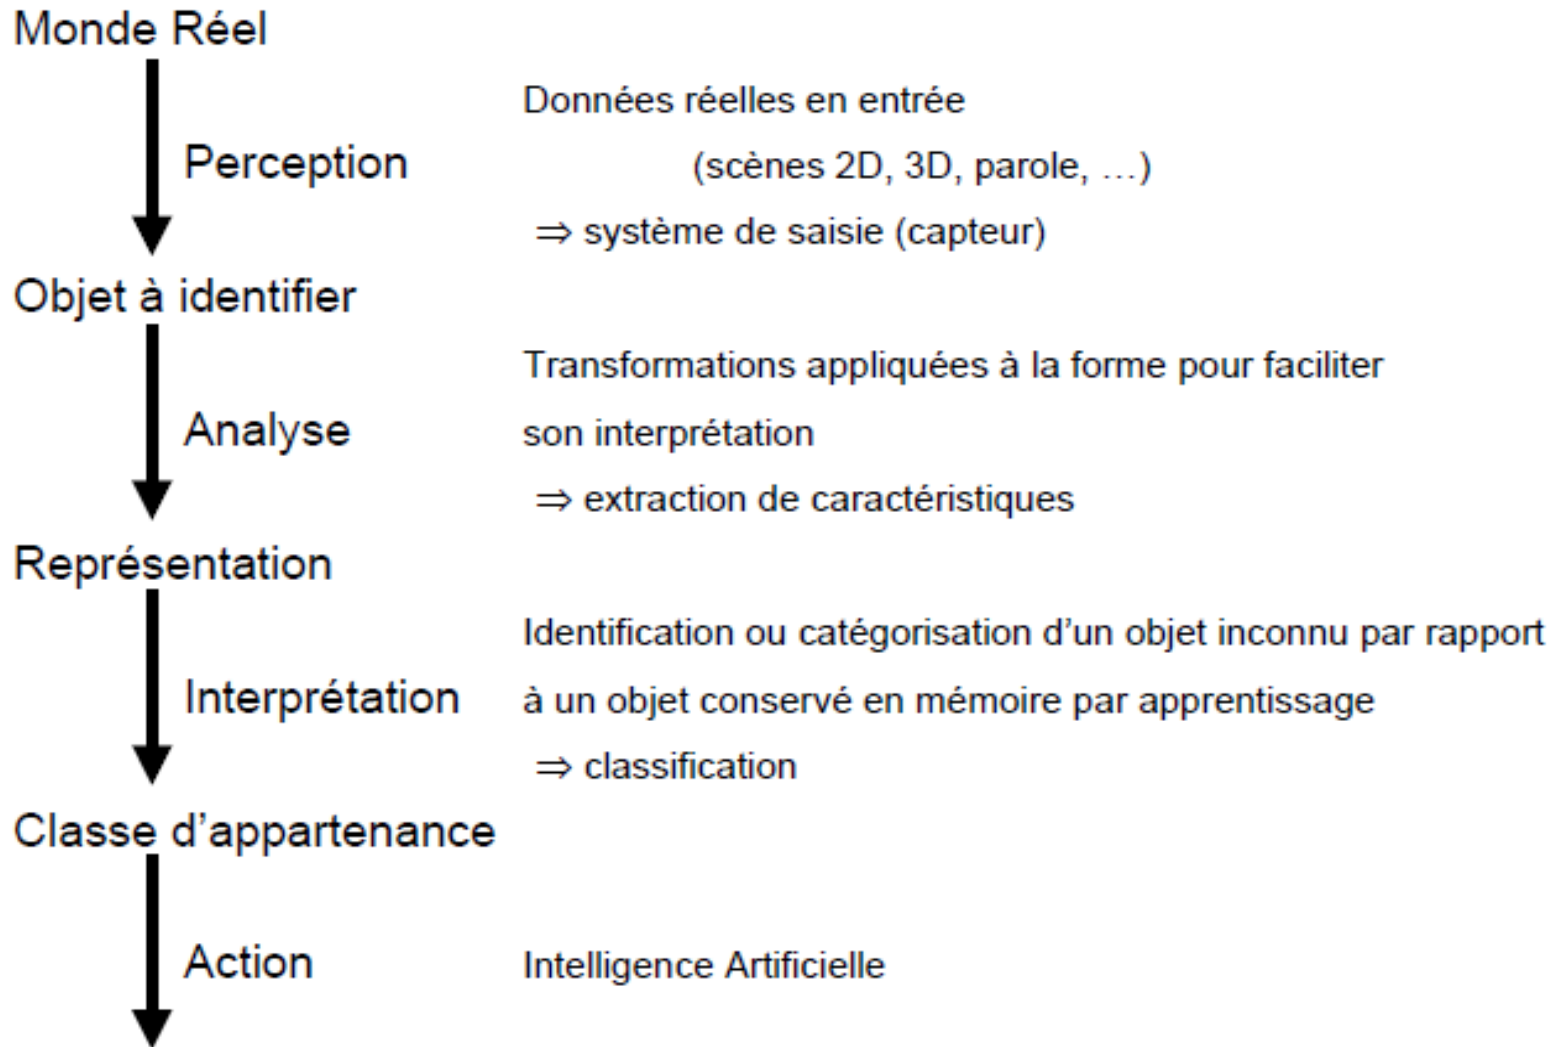 Monde Réel
Données réelles en entrée
Perception
(scènes 2D, 3D, parole, …)
⇒ système de saisie (capteur)
Objet à identifier
Transformations appliquées à la forme pour faciliter
Analyse
son interprétation
⇒ extraction de caractéristiques
Représentation
Identification ou catégorisation d’un objet inconnu par rapport
Interprétation
à un objet conservé en mémoire par apprentissage
⇒ classification
Classe d’appartenance
Action
Intelligence Artificielle